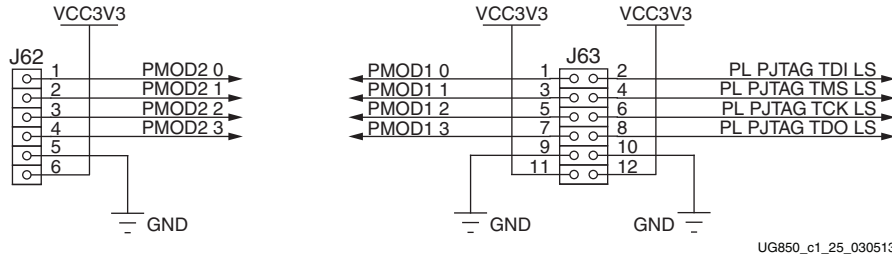 VCC3V3 VCC3V3 VCC3V3
J62 J63
1 PMOD2 0 PMOD1 0 1 2 PL PJTAG TDI LS
2 PMOD2 1 PMOD1 1 3 4 PL PJTAG TMS LS
3 PMOD2 2 PMOD1 2 5 6 PL PJTAG TCK LS
4 PMOD2 3 PMOD1 3 7 8 PL PJTAG TDO LS
5 9 10
6 11 12
GND GND GND
UG850_c1_25_030513